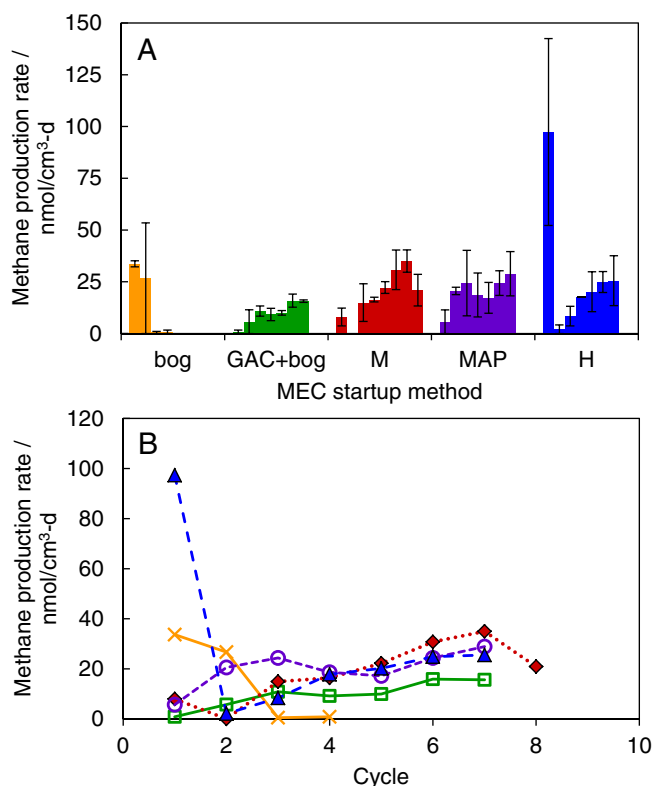 A
Methane production rate /
nmol/cm³-d
150
125
100
75
50
25
0
bog GAC+bog M MAP H
MEC startup method
B
Methane production rate /
nmol/cm³-d
120
100
80
60
40
20
0
0 2 4 6 8 10
Cycle